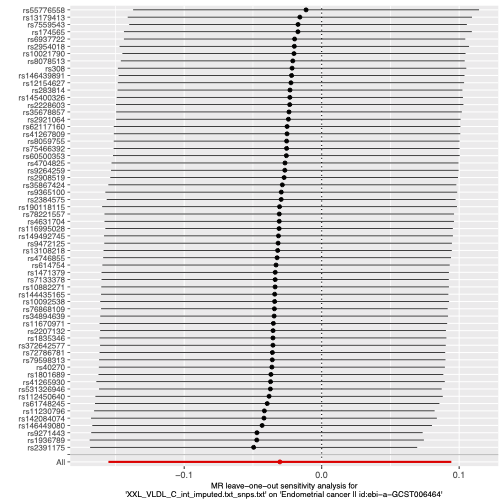 rs55776558
rs13179413
rs7559543
rs174565
rs6937722
rs2954018
rs10021790
rs8078513
rs308
rs146439891
rs12154627
rs283814
rs145400326
rs2228603
rs35678857
rs2921064
rs62117160
rs41267809
rs8059755
rs75466392
rs60500353
rs4704825
rs9264259
rs2908519
rs35867424
rs9365100
rs2384575
rs190118115
rs78221557
rs4631704
rs116995028
rs149492745
rs9472125
rs13108218
rs4746855
rs614754
rs1471379
rs7133378
rs10882271
rs144435165
rs10092538
rs76868109
rs34894639
rs11670971
rs2207132
rs1835346
rs372642577
rs72786781
rs79598313
rs40270
rs1801689
rs41265930
rs531326946
rs112450640
rs61748245
rs11230796
rs142084074
rs146449080
rs9271443
rs1936789
rs2391175
All
−0.1 0.0 0.1
MR leave−one−out sensitivity analysis for
'XXL_VLDL_C_int_imputed.txt_snps.txt' on 'Endometrial cancer || id:ebi−a−GCST006464'